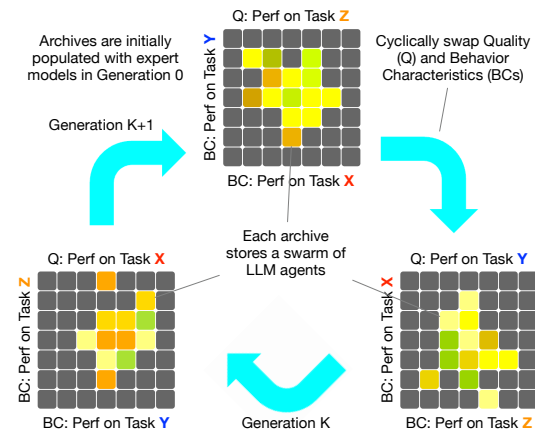 Q: Perf on Task Z
Archives are initially
populated with expert
models in Generation 0
BC: Perf on Task Y
Cyclically swap Quality
(Q) and Behavior
Characteristics (BCs)
Generation K+1
BC: Perf on Task X
Each archive
stores a swarm of
LLM agents
Q: Perf on Task X
BC: Perf on Task Z
BC: Perf on Task Y
Q: Perf on Task Y
BC: Perf on Task X
BC: Perf on Task Z
Generation K